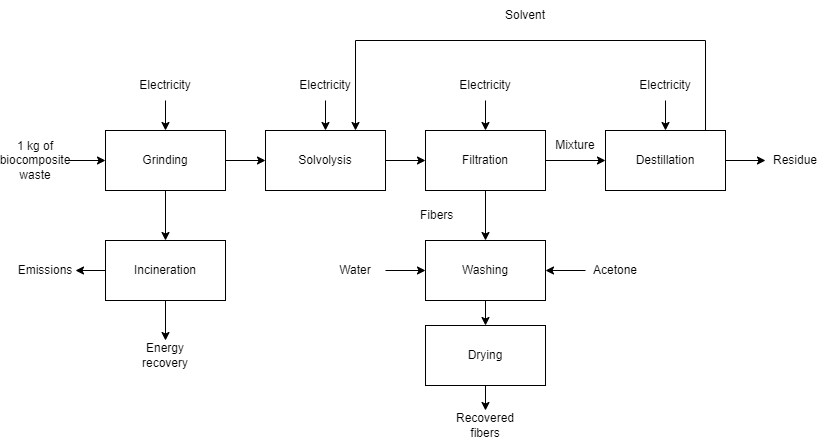 Solvent
Electricity
Electricity
Electricity
Electricity
1 kg of
biocomposite
waste
Grinding
Solvolysis
Filtration
Mixture
Destillation
Residue
Fibers
Emissions
Incineration
Water
Washing
Acetone
Energy
recovery
Drying
Recovered
fibers